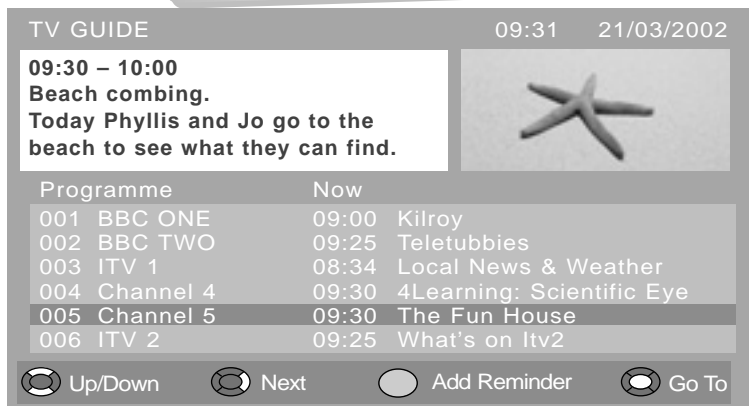 TV GUIDE 09:31 21/03/2002
09:30 – 10:00
Beach combing.
Today Phyllis and Jo go to the
beach to see what they can find.
Programme Now
001 BBC ONE 09:00 Kilroy
002 BBC TWO 09:25 Teletubbies
003 ITV 1 08:34 Local News & Weather
004 Channel 4 09:30 4Learning: Scientific Eye
005 Channel 5 09:30 The Fun House
006 ITV 2 09:25 What's on Itv2
Up/Down Next Add Reminder Go To